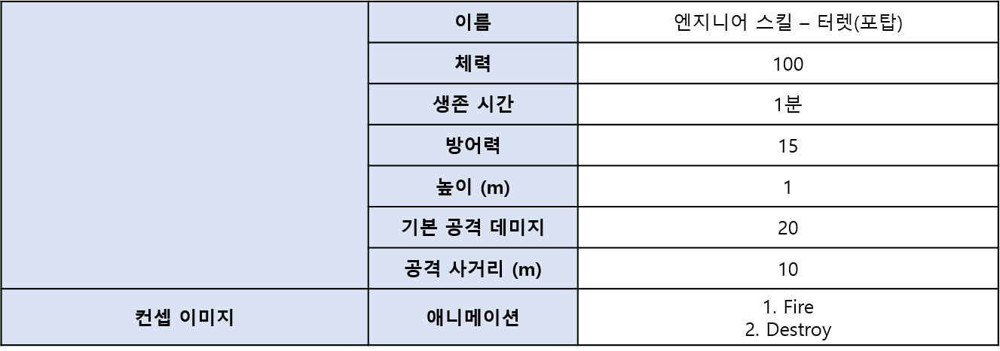 이름
엔지니어 스킬 – 터렛(포탑)
체력
100
생존 시간
1분
방어력
15
높이 (m)
1
기본 공격 데미지
20
공격 사거리 (m)
10
컨셉 이미지
애니메이션
1. Fire
2. Destroy